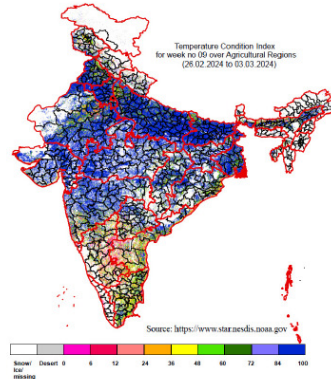 Temperature Condition Index
for week no 09 over Agricultural Regions
(26.02.2024 to 03.03.2024)
Source: https://www.star.nesdis.noaa.gov
Snow/ Desert 0 6 12 24 36 48 60 72 84 100
Ice/
missing